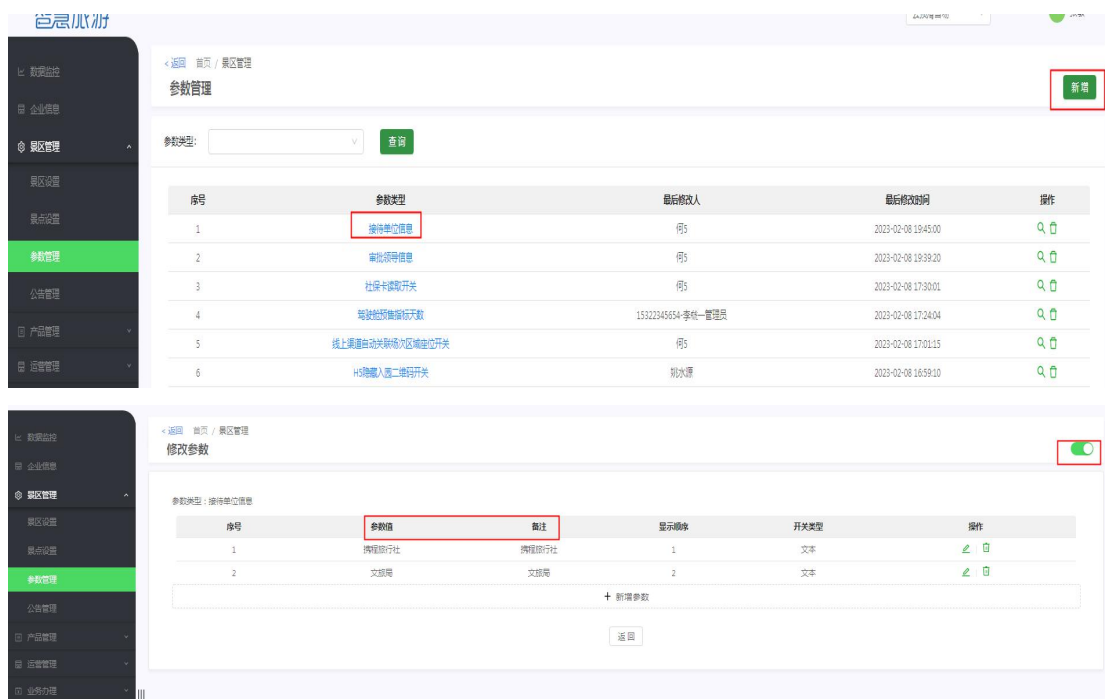 智慧旅游
数据监控
企业信息
景区管理
景区设置
景点设置
参数管理
公告管理
产品管理
运营管理
<返回 首页 / 景区管理
参数管理
新增
参数类型: 查询
序号 参数类型 最后修改人 最后修改时间 操作
1 接待单位信息 何5 2023-02-08 19:45:00
2 审批领导信息 何5 2023-02-08 19:39:20
3 社保卡读取开关 何5 2023-02-08 17:30:01
4 驾驶舱预售指标天数 15322345654-李统一管理员 2023-02-08 17:24:04
5 线上渠道自动关联场次区域座位开关 何5 2023-02-08 17:01:15
6 H5隐藏入园二维码开关 姚水源 2023-02-08 16:59:10
数据监控
企业信息
景区管理
景区设置
景点设置
参数管理
公告管理
产品管理
运营管理
业务办理
<返回 首页 / 景区管理
修改参数
参数类型：接待单位信息
序号 参数值 备注 显示顺序 开关类型 操作
1 携程旅行社 携程旅行社 1 文本
2 文旅局 文旅局 2 文本
+ 新增参数
返回